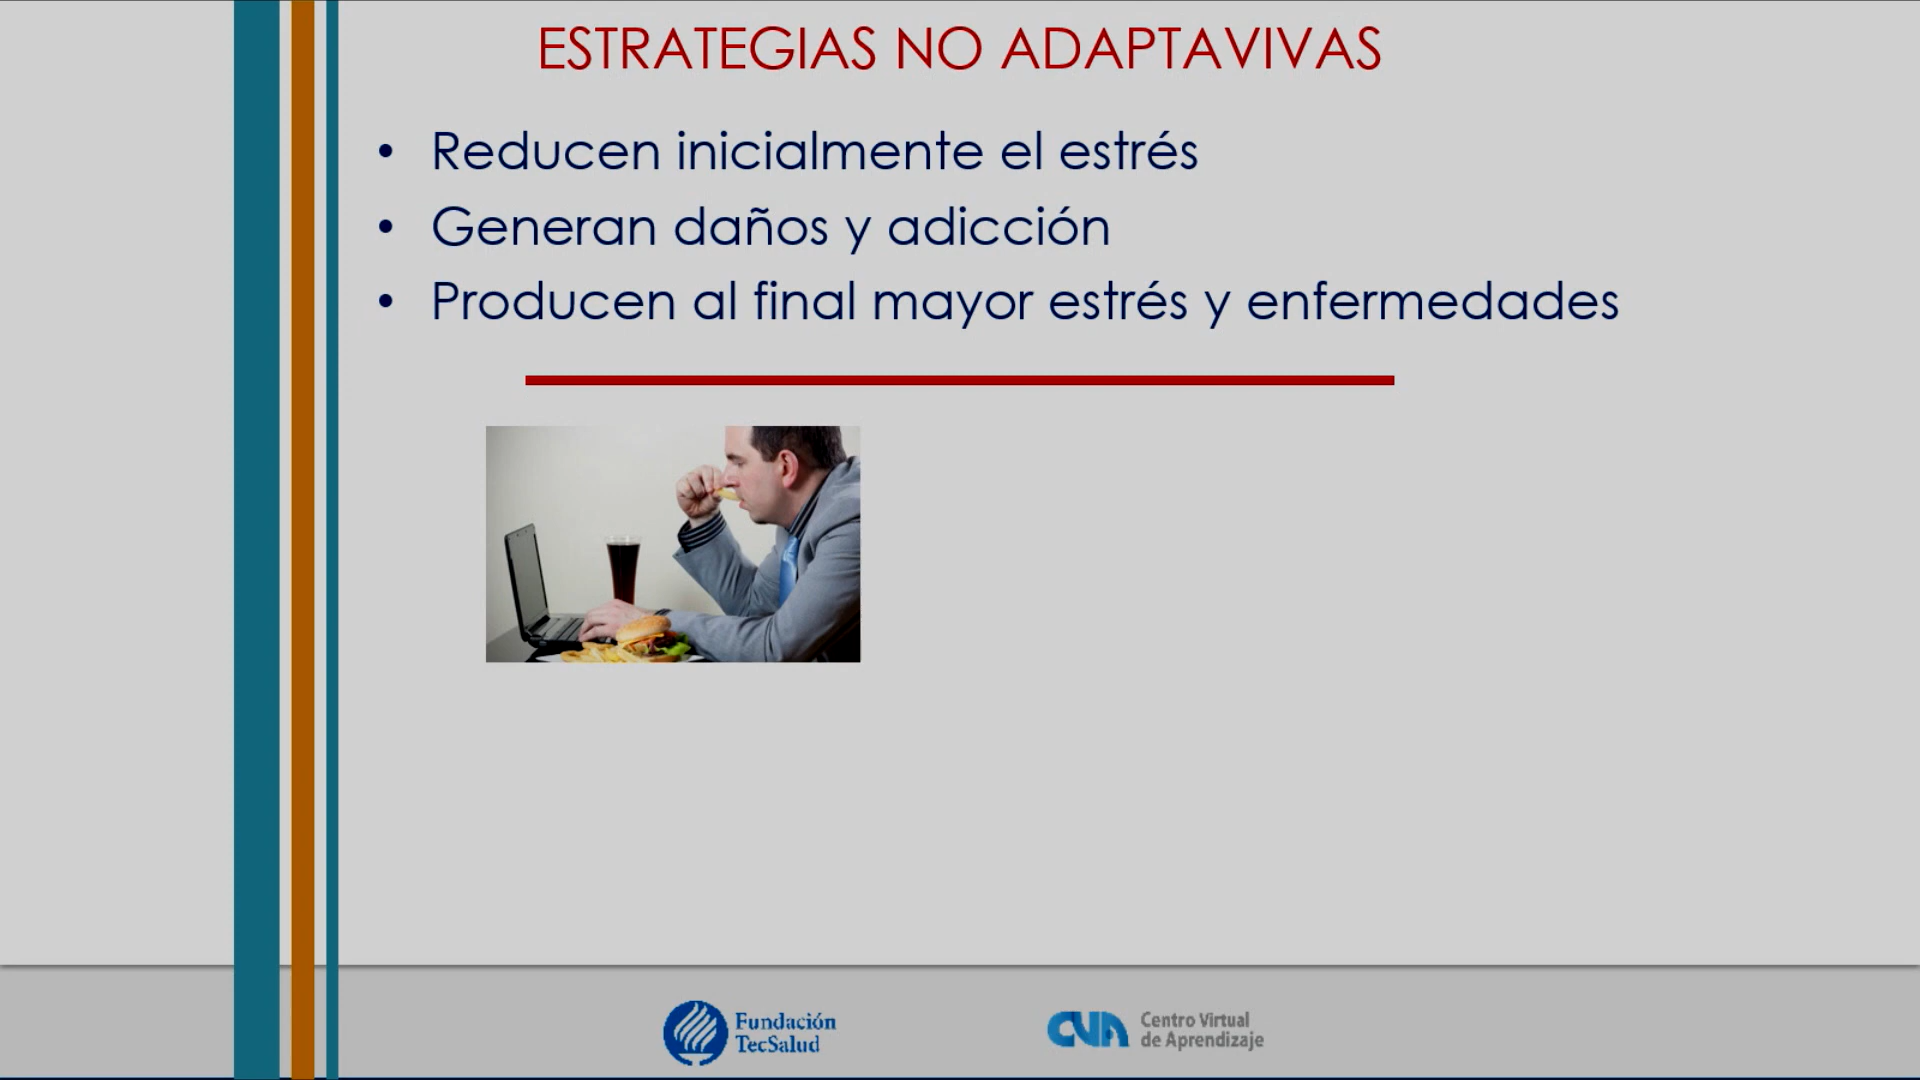 ESTRATEGIAS NO ADAPTAVIVAS
• Reducen inicialmente el estrés
• Generan daños y adicción
• Producen al final mayor estrés y enfermedades
Fundación
TecSalud
CVA
Centro Virtual
de Aprendizaje